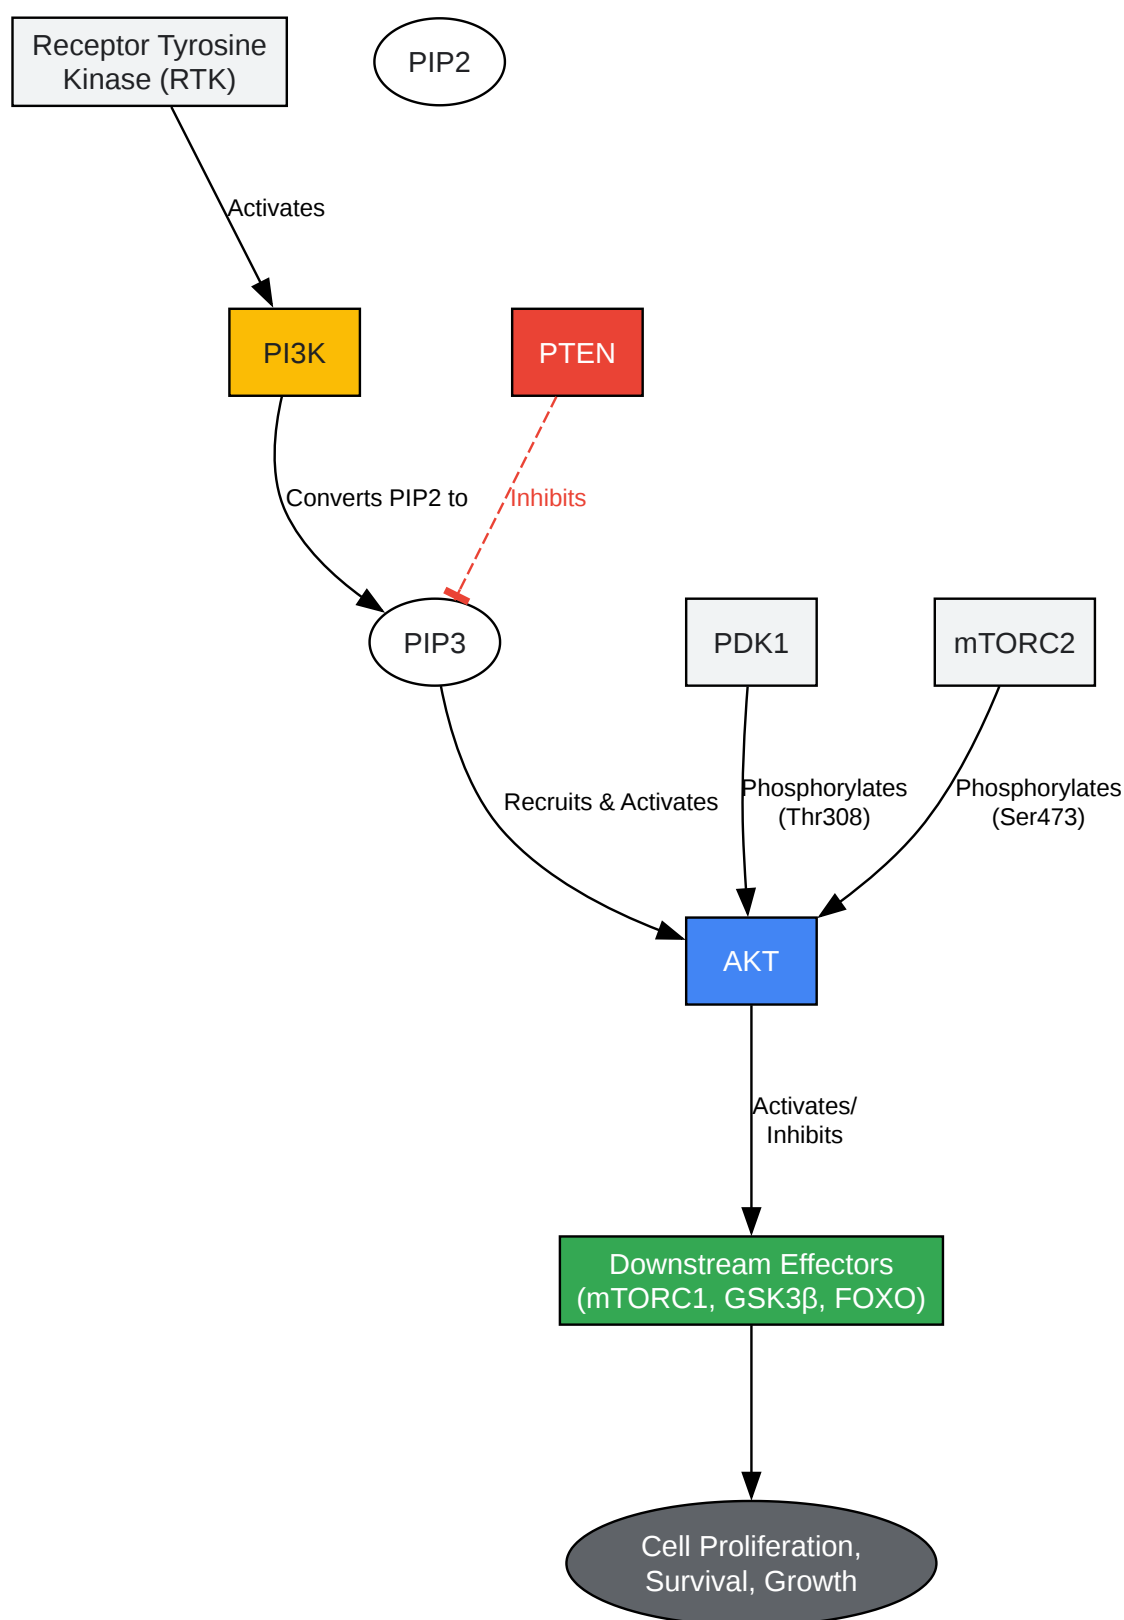 Receptor Tyrosine
Kinase (RTK)
PIP2
Activates
PI3K
PTEN
Converts PIP2 to
Inhibits
PIP3
PDK1
mTORC2
Recruits & Activates
Phosphorylates
(Thr308)
Phosphorylates
(Ser473)
AKT
Activates/
Inhibits
Downstream Effectors
(mTORC1, GSK3β, FOXO)
Cell Proliferation,
Survival, Growth